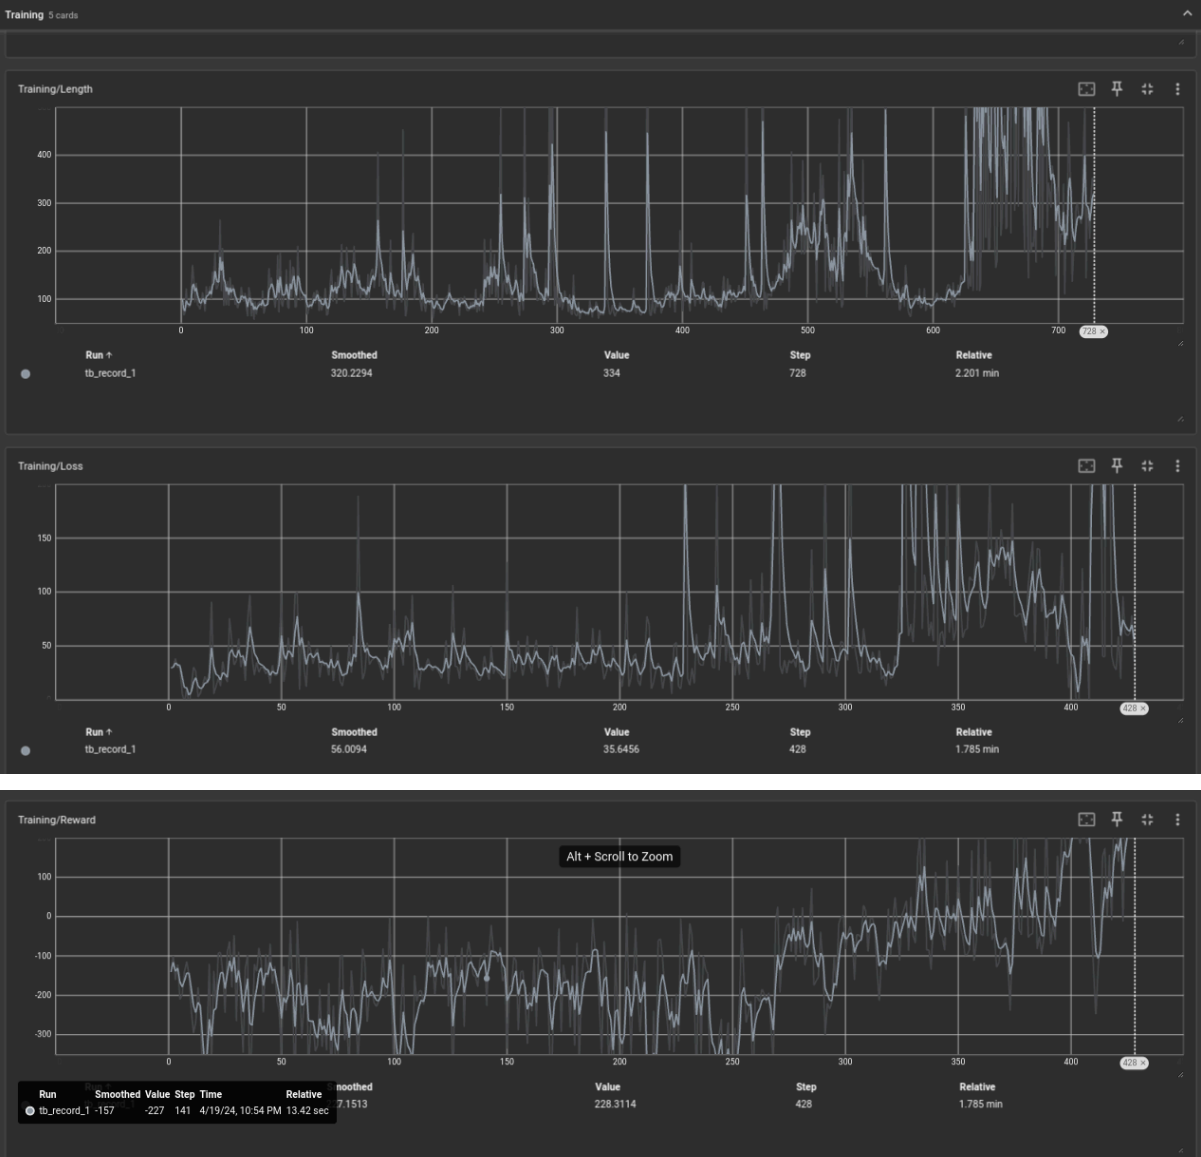 Training 5 cards
Training/Length
400
300
200
100
0 100 200 300 400 500 600 700 728 ×
Run ↑ Smoothed Value Step Relative
tb_record_1 320.2294 334 728 2.201 min
Training/Loss
150
100
50
0 50 100 150 200 250 300 350 400 428 ×
Run ↑ Smoothed Value Step Relative
tb_record_1 56.0094 35.6456 428 1.785 min
Training/Reward
Alt + Scroll to Zoom
100
0
-100
-200
-300
0 50 100 150 200 250 300 350 400 428 ×
Value Step Relative
228.3114 428 1.785 min
Run Smoothed Value Step Time Relative
tb_record_1 -157 -227 141 4/19/24, 10:54 PM 13.42 sec